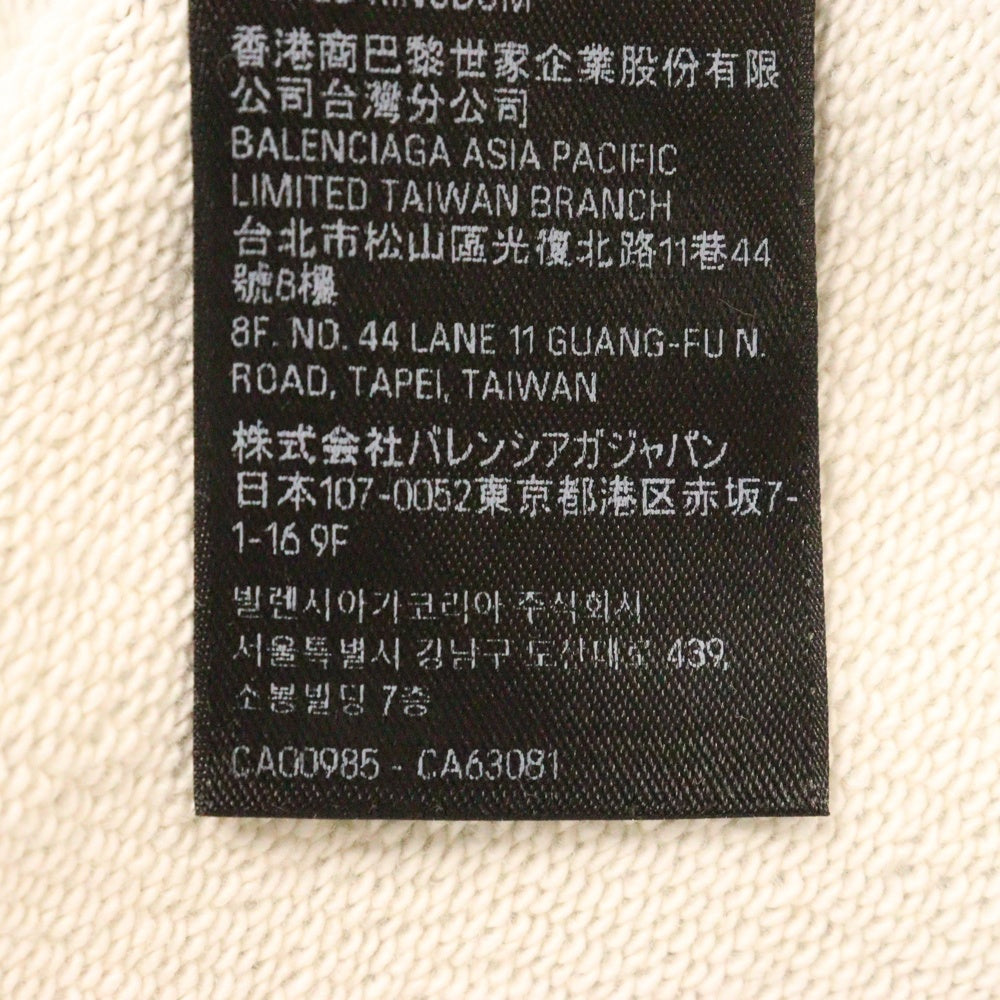 KINGDOM
香港商巴黎世家企業股份有限
公司台灣分公司
BALENCIAGA ASIA PACIFIC
LIMITED TAIWAN BRANCH
台北市松山區光復北路11巷44
號8樓
8F. NO. 44 LANE 11 GUANG-FU N.
ROAD, TAPEI, TAIWAN
株式会社バレンシアガジャパン
日本107-0052東京都港区赤坂7-
1-16 9F
발렌시아가코리아 주식회사
서울특별시 강남구 도산대로 439,
소봉빌딩 7층
CA00985 - CA63081